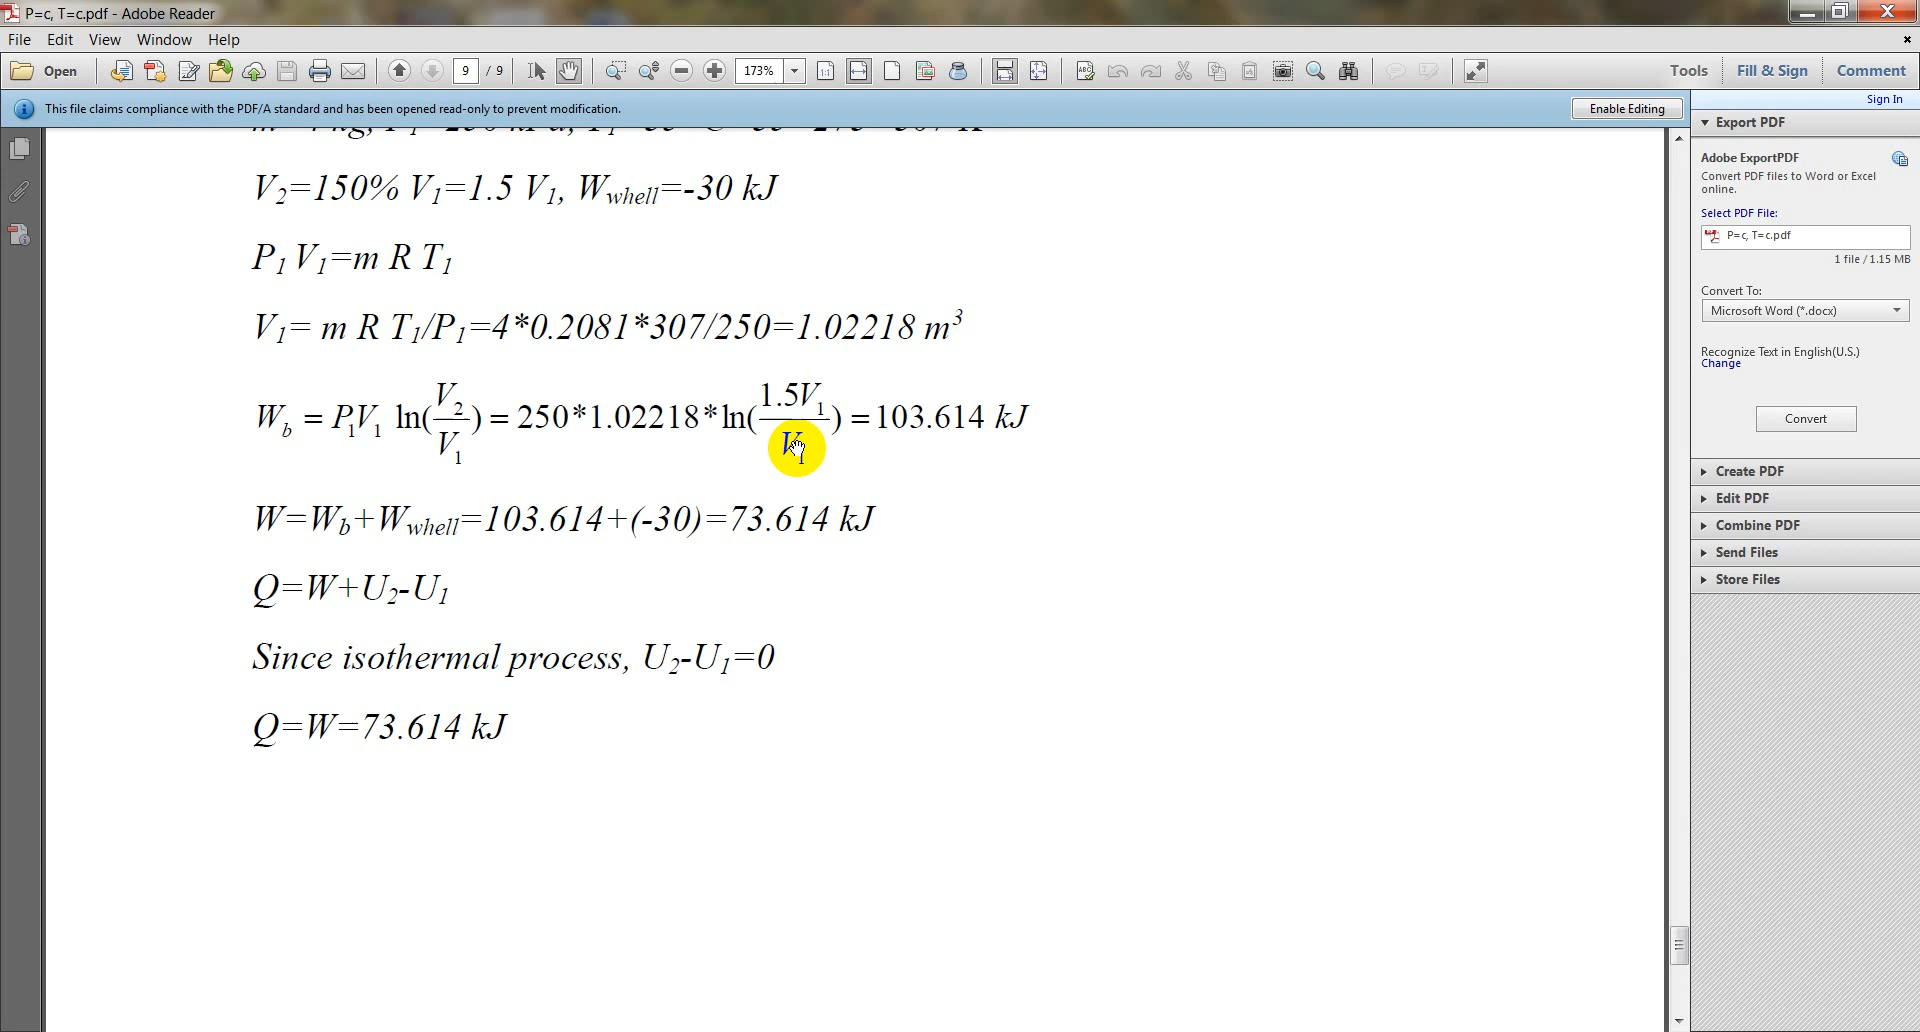 P=c, T=c.pdf - Adobe Reader
File Edit View Window Help
Open 9 / 9 173% Tools Fill & Sign Comment
This file claims compliance with the PDF/A standard and has been opened read-only to prevent modification. Enable Editing
V2=150% V1=1.5 V1, Wwhell=-30 kJ
P1 V1=m R T1
V1= m R T1/P1=4*0.2081*307/250=1.02218 m³
Wb = P1V1 ln(V2/V1) = 250*1.02218*ln(1.5V1/V1) = 103.614 kJ
W=Wb+Wwhell=103.614+(-30)=73.614 kJ
Q=W+U2-U1
Since isothermal process, U2-U1=0
Q=W=73.614 kJ
Sign In
Export PDF
Adobe ExportPDF
Convert PDF files to Word or Excel
online.
Select PDF File:
P=c, T=c.pdf
1 file / 1.15 MB
Convert To:
Microsoft Word (*.docx)
Recognize Text in English(U.S.)
Change
Convert
Create PDF
Edit PDF
Combine PDF
Send Files
Store Files